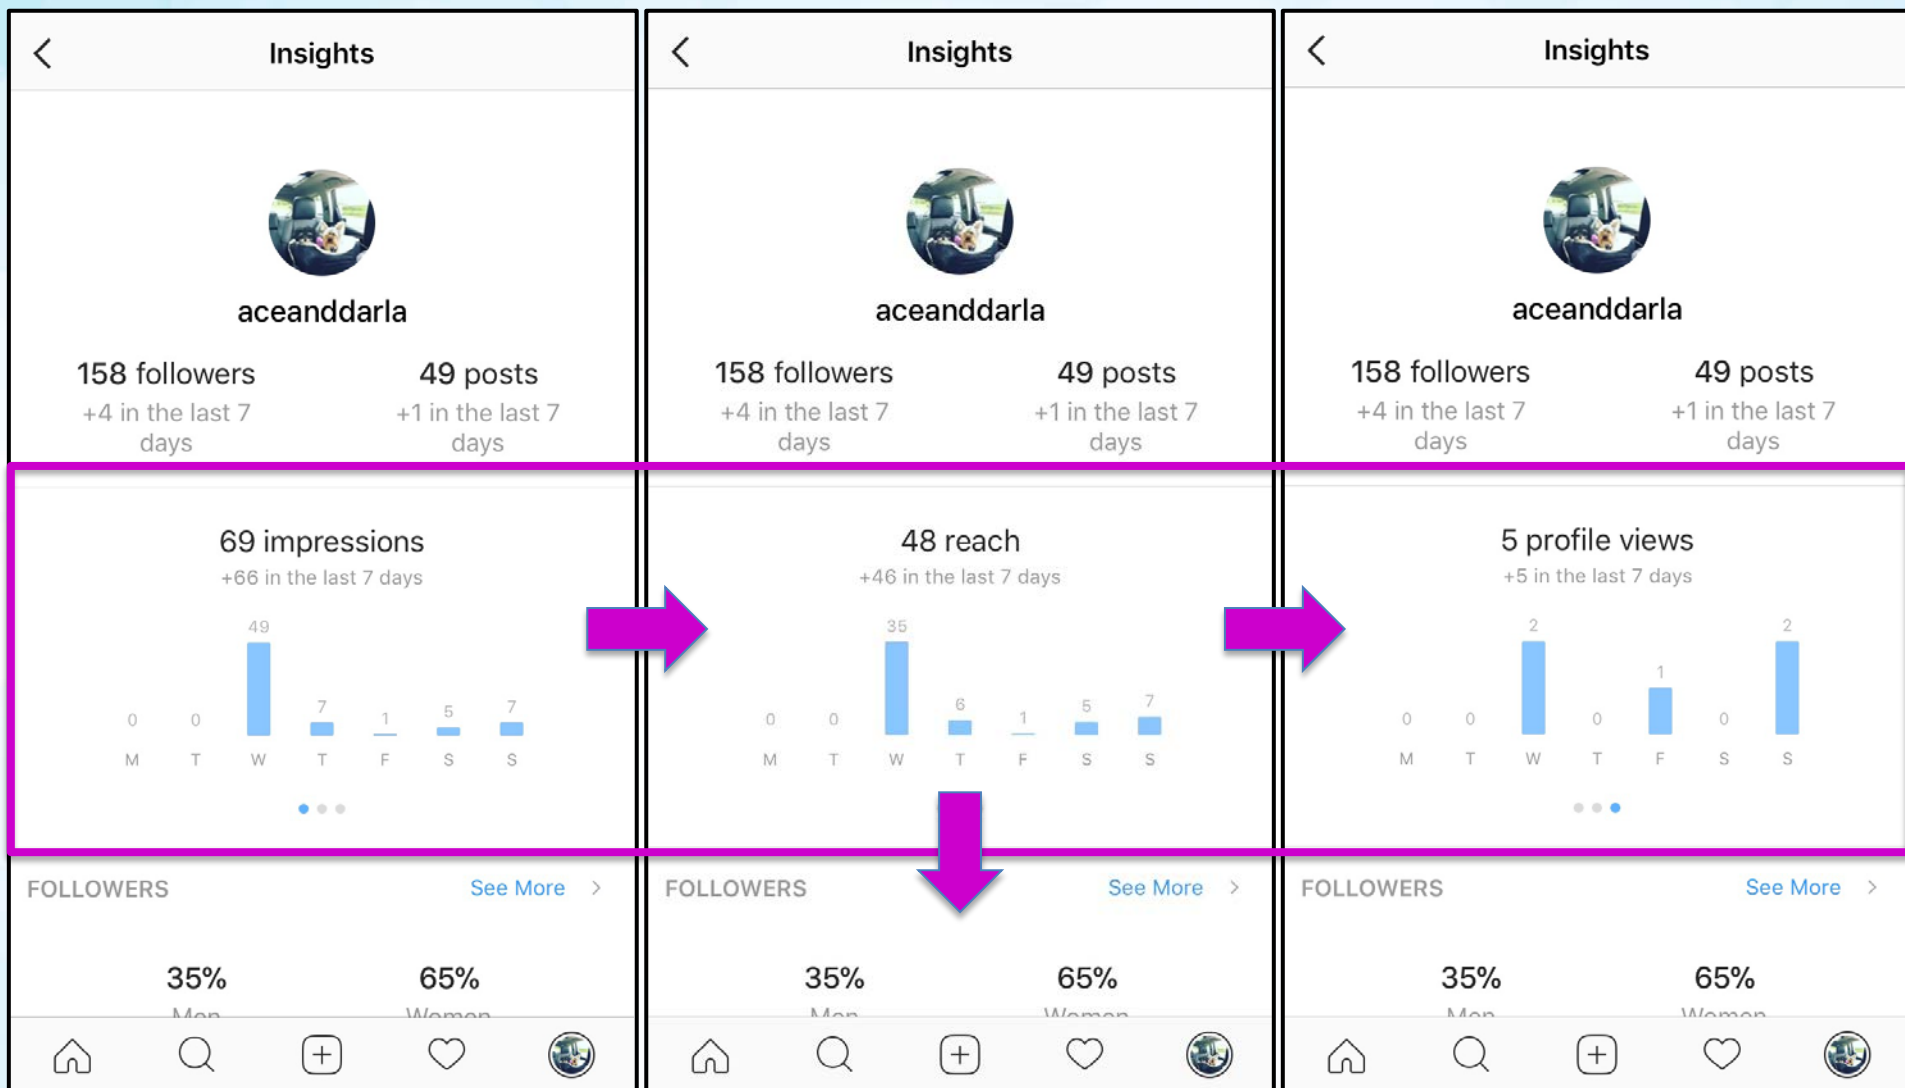 Insights
aceanddarla
158 followers
49 posts
+4 in the last 7
days
+1 in the last 7
days
69 impressions
+66 in the last 7 days
49
0 0 7 1 5 7
M T W T F S S
FOLLOWERS
See More
35%
65%
Men
Women
Insights
aceanddarla
158 followers
49 posts
+4 in the last 7
days
+1 in the last 7
days
48 reach
+46 in the last 7 days
35
0 0 6 1 5 7
M T W T F S S
FOLLOWERS
See More
35%
65%
Men
Women
Insights
aceanddarla
158 followers
49 posts
+4 in the last 7
days
+1 in the last 7
days
5 profile views
+5 in the last 7 days
2 2
1
0 0 0 0
M T W T F S S
FOLLOWERS
See More
35%
65%
Men
Women